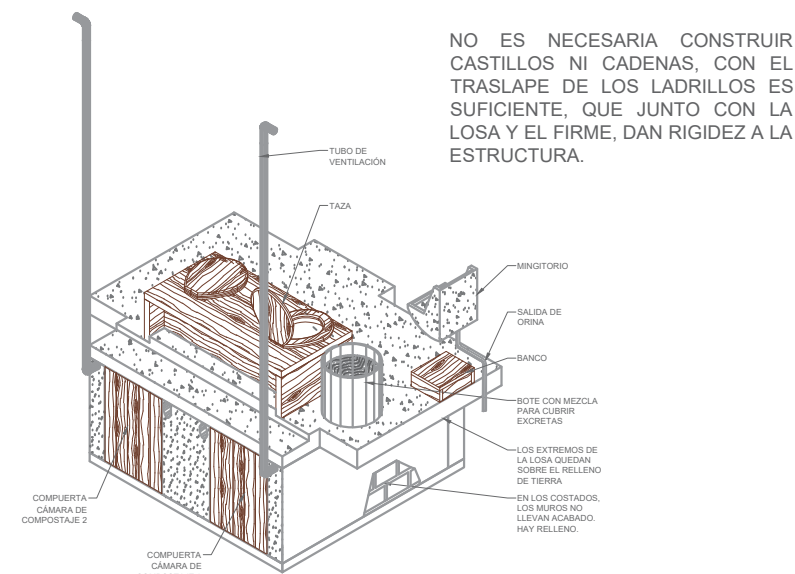 NO ES NECESARIA CONSTRUIR
CASTILLOS NI CADENAS, CON EL
TRASLAPE DE LOS LADRILLOS ES
SUFICIENTE, QUE JUNTO CON LA
LOSA Y EL FIRME, DAN RIGIDEZ A LA
ESTRUCTURA.
TUBO DE
VENTILACIÓN
TAZA
MINGITORIO
SALIDA DE
ORINA
BANCO
BOTE CON MEZCLA
PARA CUBRIR
EXCRETAS
LOS EXTREMOS DE
LA LOSA QUEDAN
SOBRE EL RELLENO
DE TIERRA
EN LOS COSTADOS,
LOS MUROS NO
LLEVAN ACABADO.
HAY RELLENO.
COMPUERTA
CÁMARA DE
COMPOSTAJE 2
COMPUERTA
CÁMARA DE